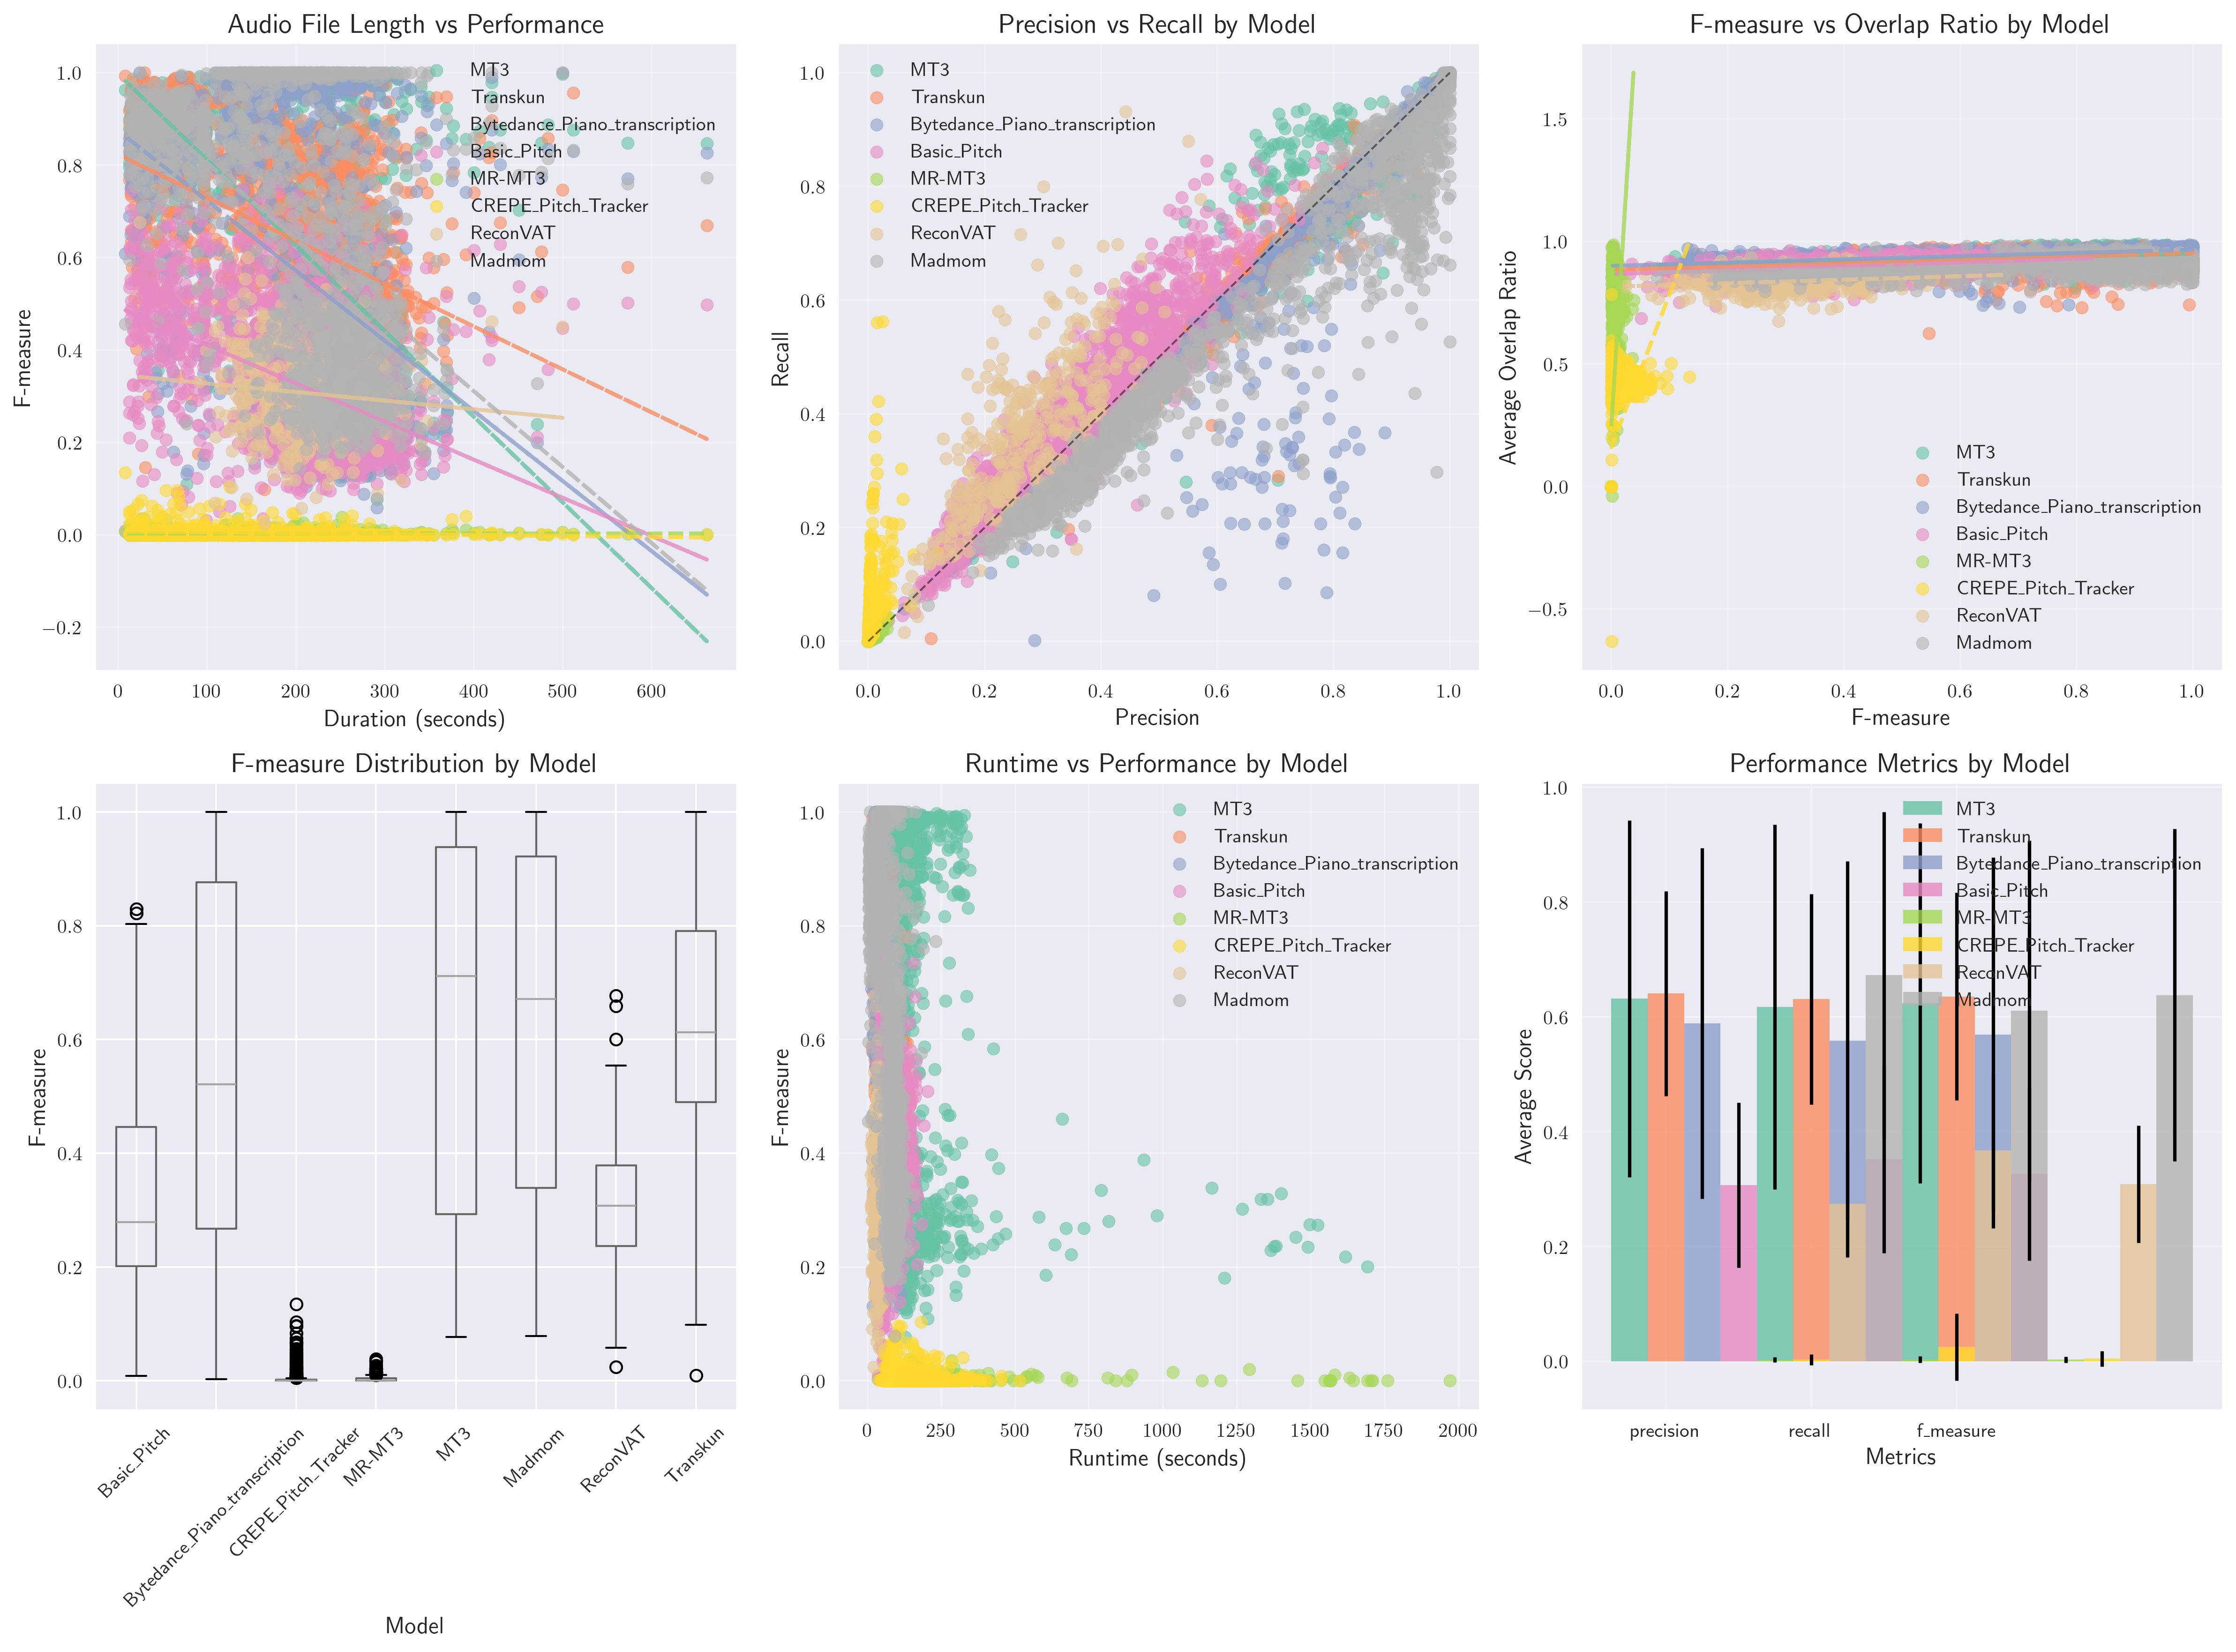 Audio File Length vs Performance
F-measure
1.0
0.8
0.6
0.4
0.2
0.0
−0.2
MT3
Transkun
Bytedance_Piano_transcription
Basic_Pitch
MR-MT3
CREPE_Pitch_Tracker
ReconVAT
Madmom
0 100 200 300 400 500 600
Duration (seconds)
Precision vs Recall by Model
Recall
1.0
0.8
0.6
0.4
0.2
0.0
MT3
Transkun
Bytedance_Piano_transcription
Basic_Pitch
MR-MT3
CREPE_Pitch_Tracker
ReconVAT
Madmom
0.0 0.2 0.4 0.6 0.8 1.0
Precision
F-measure vs Overlap Ratio by Model
Average Overlap Ratio
1.5
1.0
0.5
0.0
−0.5
MT3
Transkun
Bytedance_Piano_transcription
Basic_Pitch
MR-MT3
CREPE_Pitch_Tracker
ReconVAT
Madmom
0.0 0.2 0.4 0.6 0.8 1.0
F-measure
F-measure Distribution by Model
F-measure
1.0
0.8
0.6
0.4
0.2
0.0
Basic_Pitch
Bytedance_Piano_transcription
CREPE_Pitch_Tracker
MR-MT3
MT3
Madmom
ReconVAT
Transkun
Model
Runtime vs Performance by Model
F-measure
1.0
0.8
0.6
0.4
0.2
0.0
MT3
Transkun
Bytedance_Piano_transcription
Basic_Pitch
MR-MT3
CREPE_Pitch_Tracker
ReconVAT
Madmom
0 250 500 750 1000 1250 1500 1750 2000
Runtime (seconds)
Performance Metrics by Model
Average Score
1.0
0.8
0.6
0.4
0.2
0.0
MT3
Transkun
Bytedance_Piano_transcription
Basic_Pitch
MR-MT3
CREPE_Pitch_Tracker
ReconVAT
Madmom
precision recall f_measure
Metrics